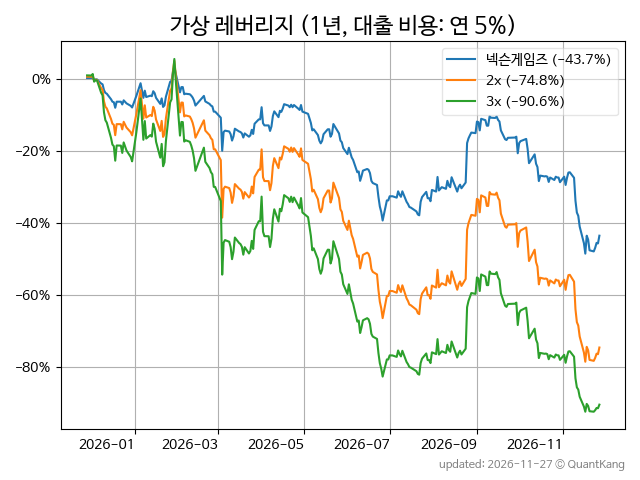 가상 레버리지 (1년, 대출 비용: 연 5%)
넥슨게임즈 (−43.7%)
2x (−74.8%)
3x (−90.6%)
0%
−20%
−40%
−60%
−80%
2026-01 2026-03 2026-05 2026-07 2026-09 2026-11
updated: 2026-11-27 © QuantKang